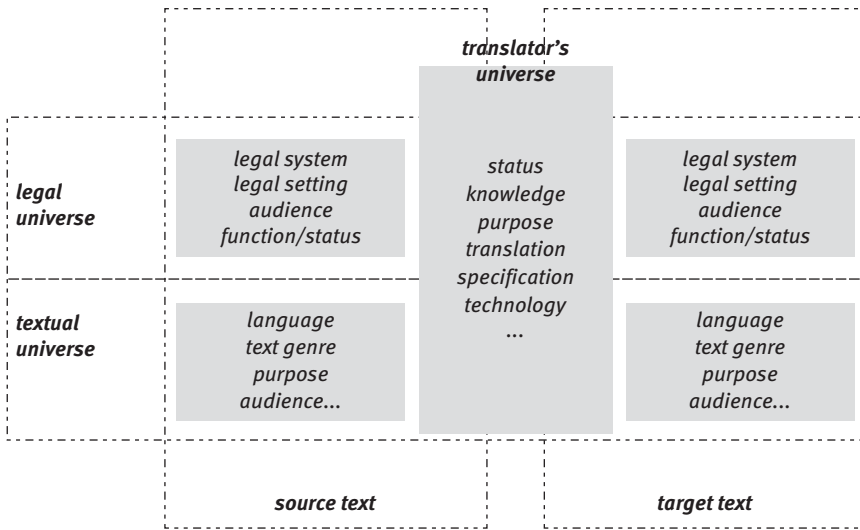 translator’s
universe
legal
universe
legal system
legal setting
audience
function/status
status
knowledge
purpose
translation
specification
technology
...
legal system
legal setting
audience
function/status
textual
universe
language
text genre
purpose
audience...
language
text genre
purpose
audience...
source text
target text